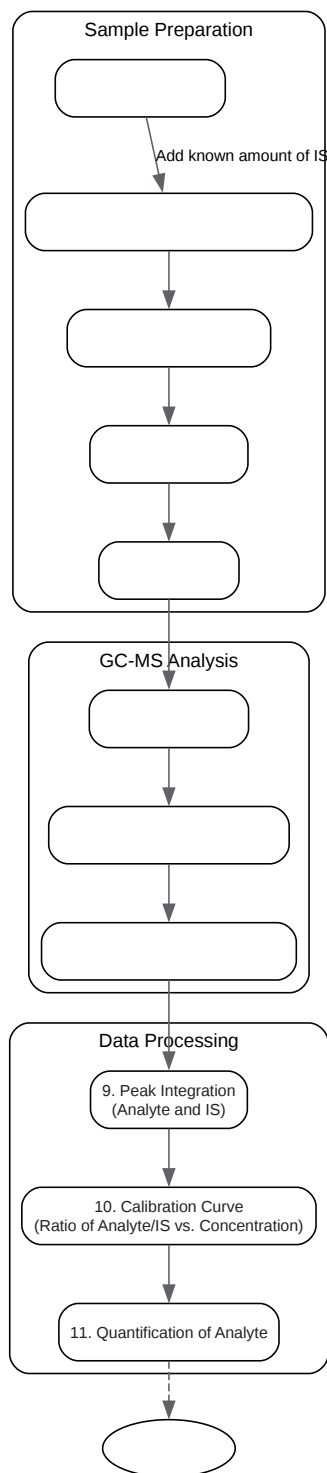 Sample Preparation
Add known amount of IS
GC-MS Analysis
Data Processing
9. Peak Integration
(Analyte and IS)
10. Calibration Curve
(Ratio of Analyte/IS vs. Concentration)
11. Quantification of Analyte